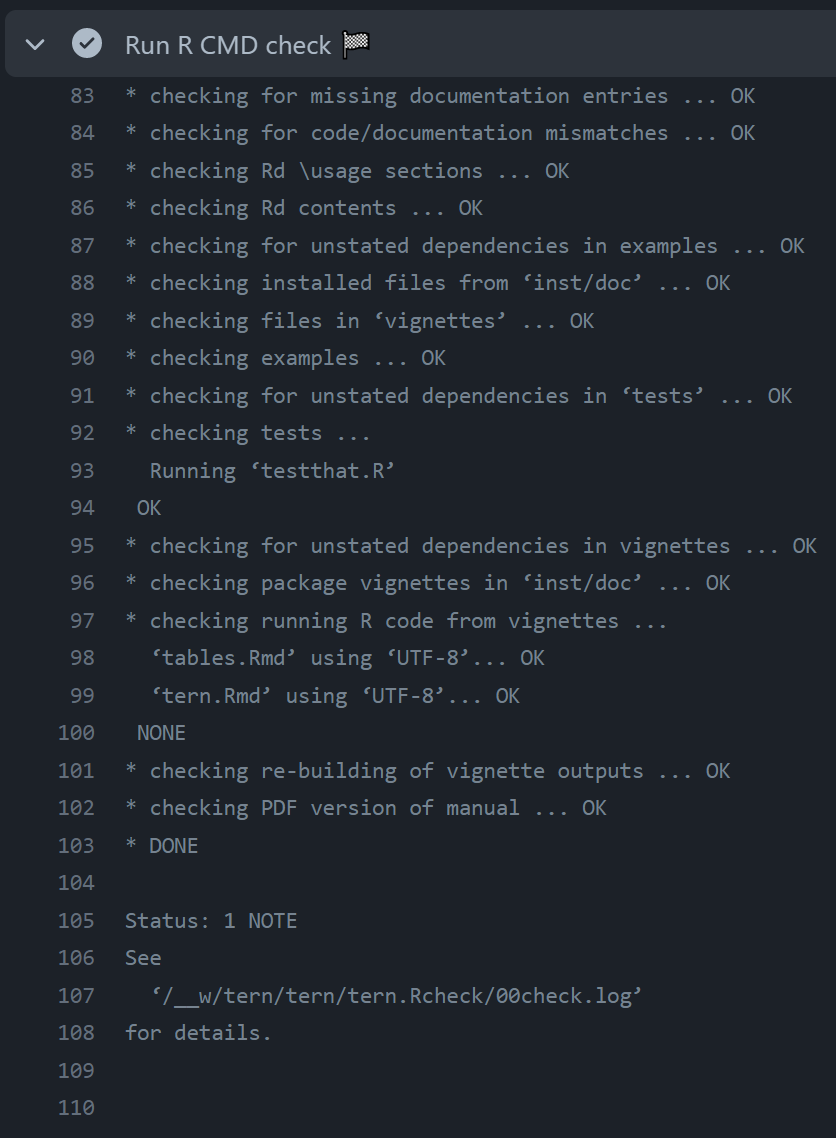 Run R CMD check 🏁
83 * checking for missing documentation entries ... OK
84 * checking for code/documentation mismatches ... OK
85 * checking Rd \usage sections ... OK
86 * checking Rd contents ... OK
87 * checking for unstated dependencies in examples ... OK
88 * checking installed files from ‘inst/doc’ ... OK
89 * checking files in ‘vignettes’ ... OK
90 * checking examples ... OK
91 * checking for unstated dependencies in ‘tests’ ... OK
92 * checking tests ...
93   Running ‘testthat.R’
94  OK
95 * checking for unstated dependencies in vignettes ... OK
96 * checking package vignettes in ‘inst/doc’ ... OK
97 * checking running R code from vignettes ...
98   ‘tables.Rmd’ using ‘UTF-8’... OK
99   ‘tern.Rmd’ using ‘UTF-8’... OK
100  NONE
101 * checking re-building of vignette outputs ... OK
102 * checking PDF version of manual ... OK
103 * DONE
104
105 Status: 1 NOTE
106 See
107   ‘/__w/tern/tern/tern.Rcheck/00check.log’
108 for details.
109
110